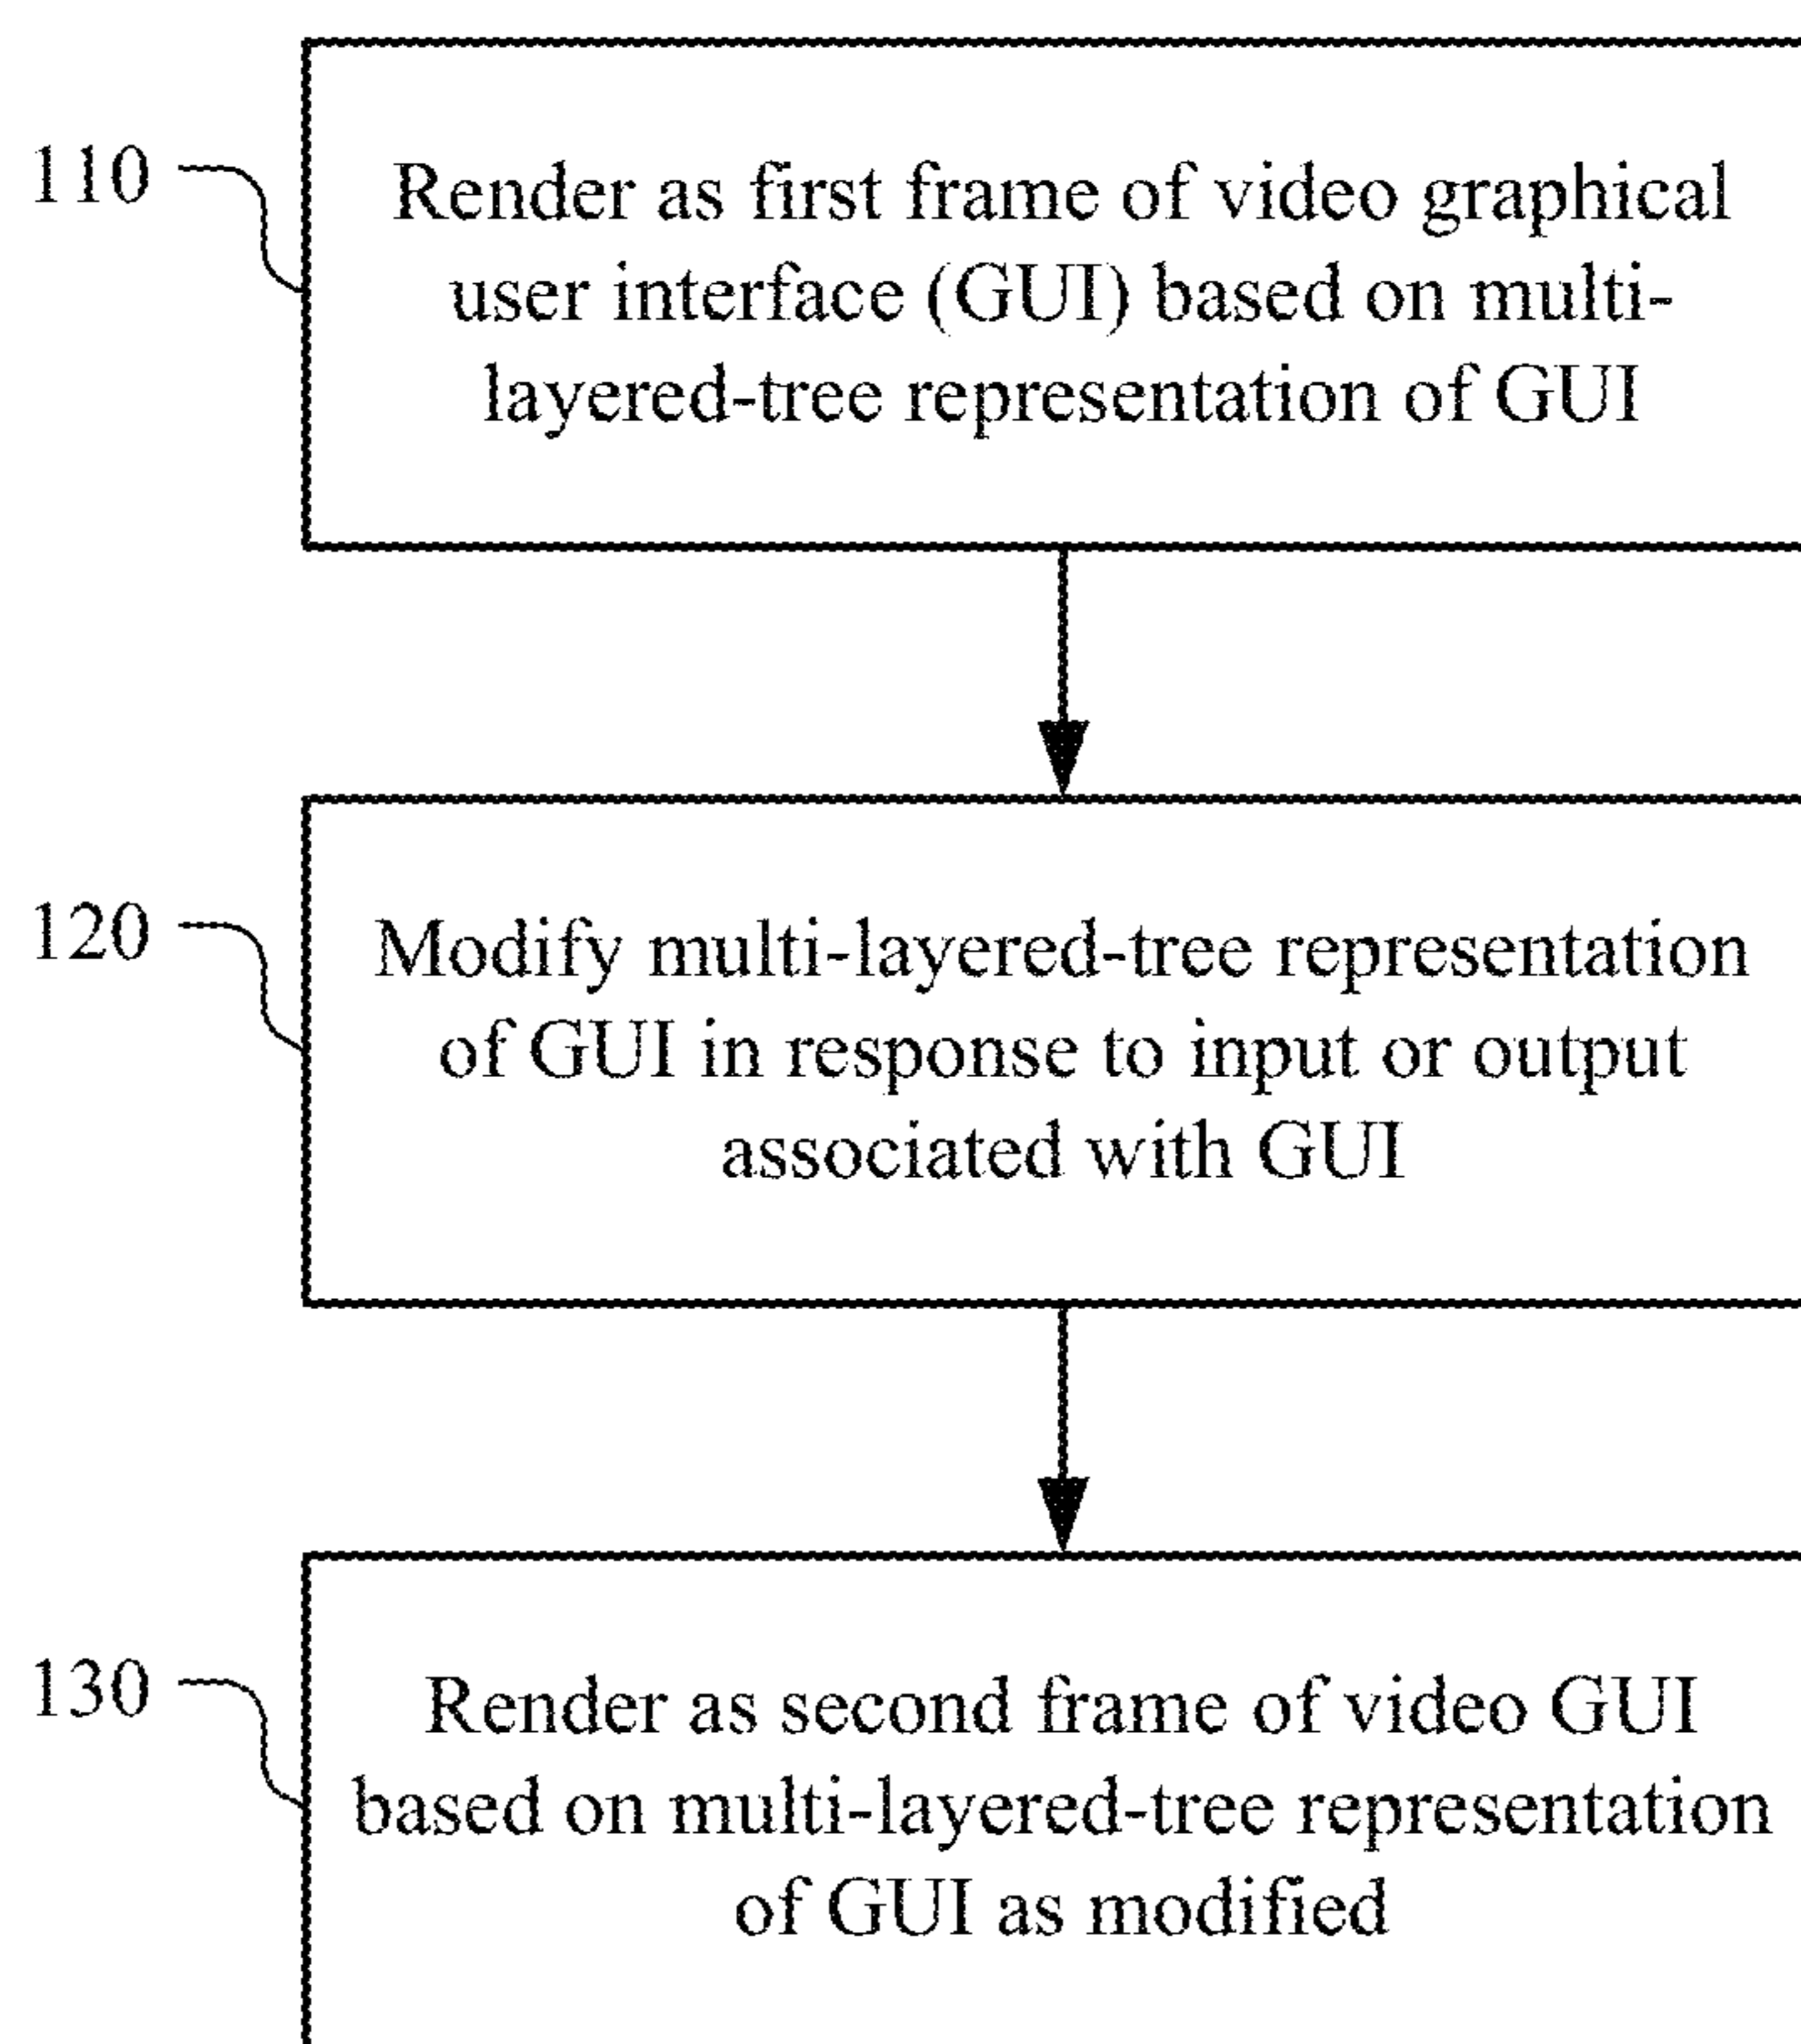 110
Render as first frame of video graphical
user interface (GUI) based on multi-
layered-tree representation of GUI
120
Modify multi-layered-tree representation
of GUI in response to input or output
associated with GUI
130
Render as second frame of video GUI
based on multi-layered-tree representation
of GUI as modified